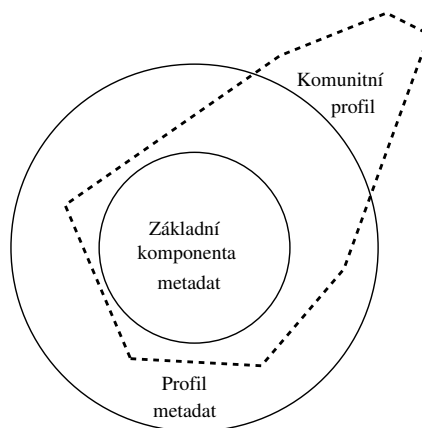 Komunitní
profil
Základní
komponenta
metadat
Profil
metadat